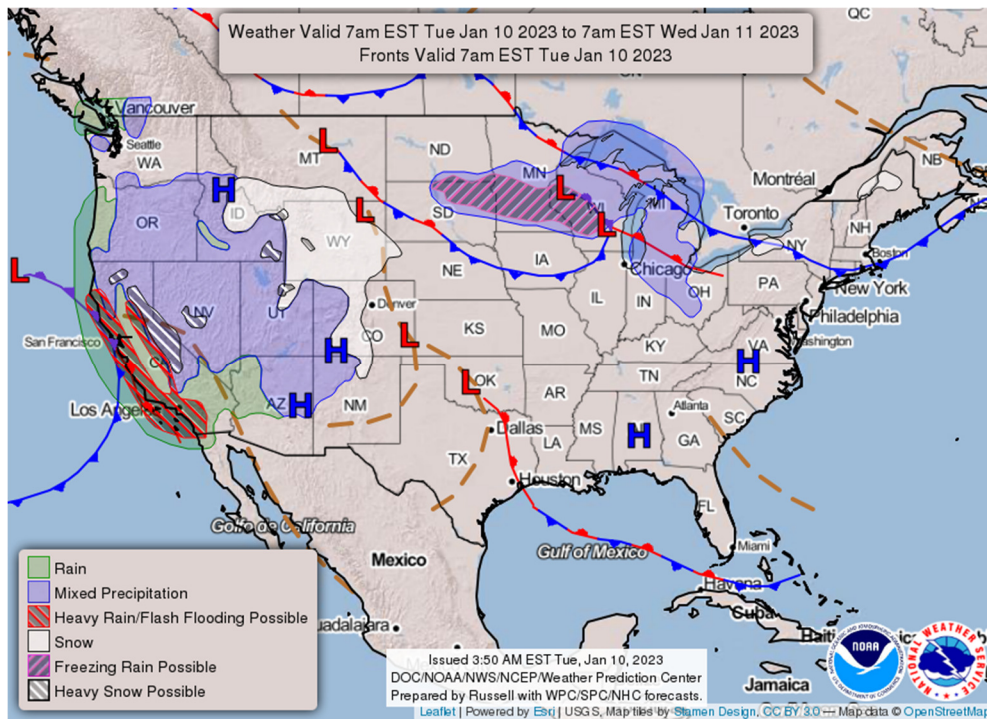 Weather Valid 7am EST Tue Jan 10 2023 to 7am EST Wed Jan 11 2023
Fronts Valid 7am EST Tue Jan 10 2023
QC
Vancouver
Seattle
WA
MT
ND
MN
NB
Montréal
OR
H
ID
L
L
SD
L
WI
L
MI
Toronto
NH
Boston
WY
NY
L
NE
IA
Chicago
PA
New York
NV
UT
Denver
IL
IN
OH
Philadelphia
San Francisco
CO
L
KS
MO
VA
CA
H
KY
H
NC
Los Angeles
AZ
H
NM
L
OK
TN
AR
Atlanta
SC
Dallas
MS
H
GA
LA
TX
Houston
FL
Golfo de California
Gulf of Mexico
Miami
Mexico
Havana
Cuba
Jamaica
Rain
Mixed Precipitation
Heavy Rain/Flash Flooding Possible
Snow
Freezing Rain Possible
Heavy Snow Possible
Issued 3:50 AM EST Tue, Jan 10, 2023
DOC/NOAA/NWS/NCEP/Weather Prediction Center
Prepared by Russell with WPC/SPC/NHC forecasts.
NOAA
NATIONAL WEATHER SERVICE
Leaflet | Powered by Esri | USGS, Map tiles by Stamen Design, CC BY 3.0 — Map data © OpenStreetMap